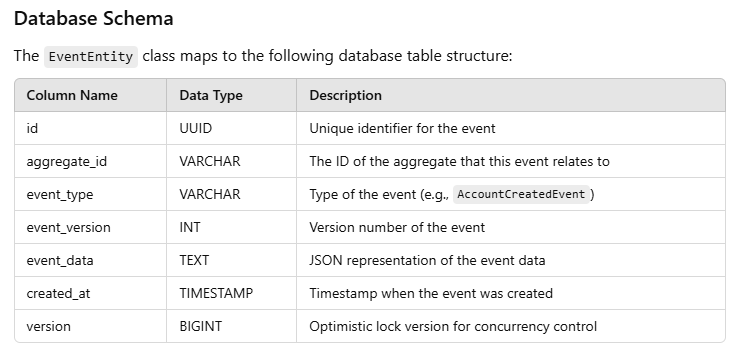 Database Schema
The EventEntity class maps to the following database table structure:
Column Name Data Type Description
id UUID Unique identifier for the event
aggregate_id VARCHAR The ID of the aggregate that this event relates to
event_type VARCHAR Type of the event (e.g., AccountCreatedEvent)
event_version INT Version number of the event
event_data TEXT JSON representation of the event data
created_at TIMESTAMP Timestamp when the event was created
version BIGINT Optimistic lock version for concurrency control